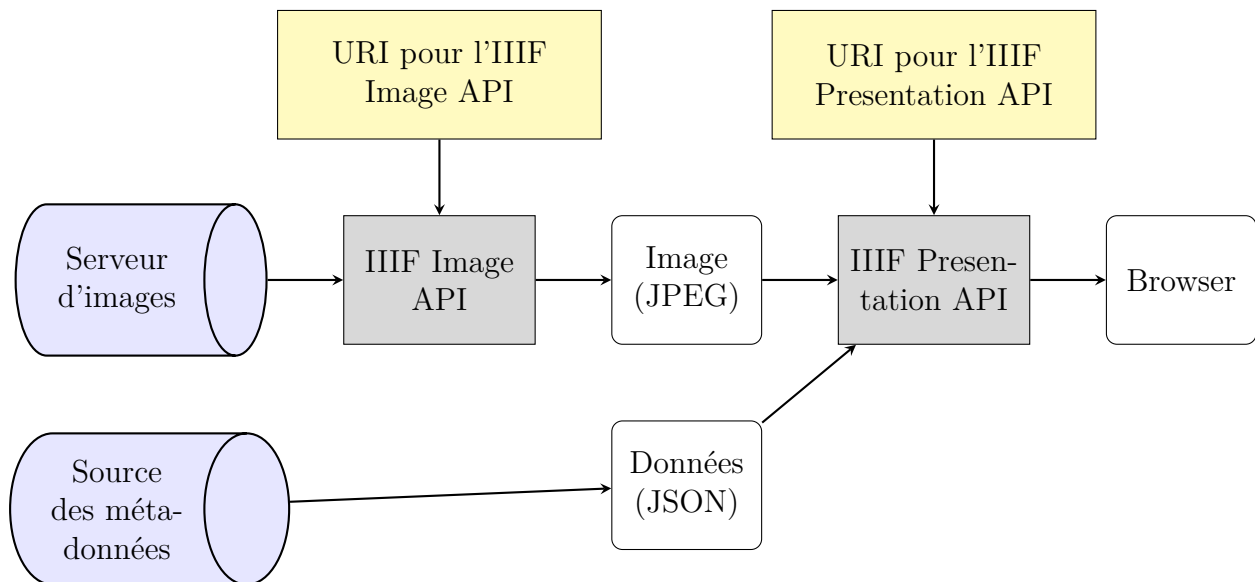 URI pour l'IIIF
Image API
URI pour l'IIIF
Presentation API
Serveur
d'images
IIIF Image
API
Image
(JPEG)
IIIF Presen-
tation API
Browser
Source
des méta-
données
Données
(JSON)